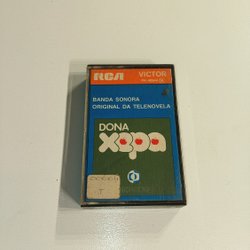 RCA VICTOR
BANDA SONORA
ORIGINAL DA TELENOVELA
DONA
xepa